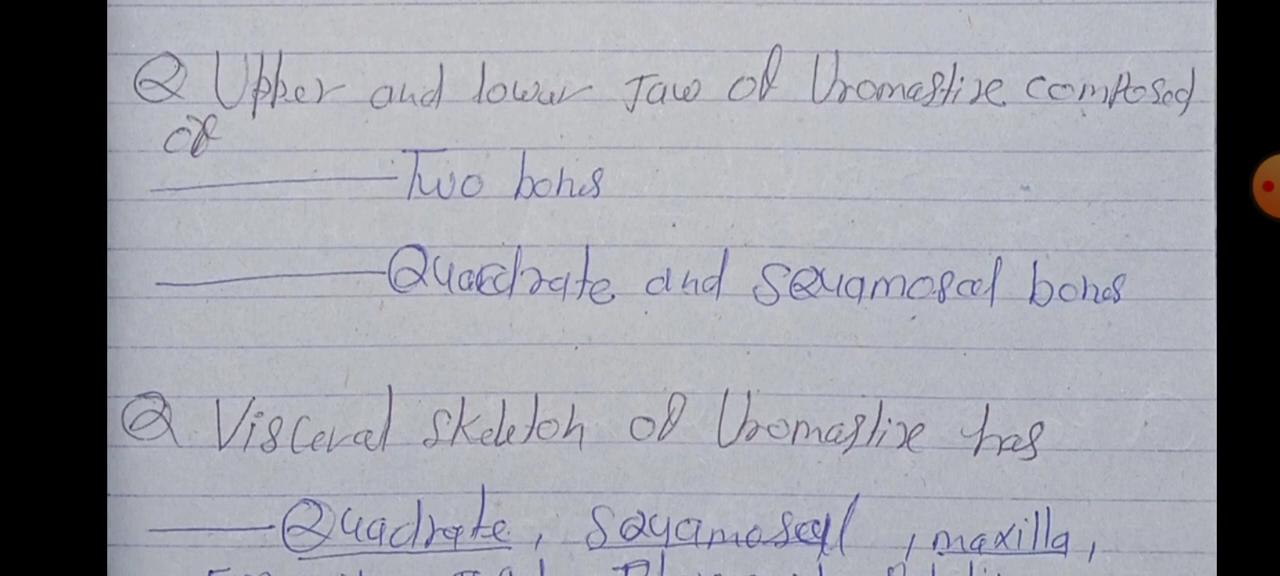 Q Upper and lower Jaw of Uromastix composed
of
Two bones
Quardrate and squamosal bones
Q Visceral skeleton of Uromastix has
Quadrate, Squamosal, maxilla,